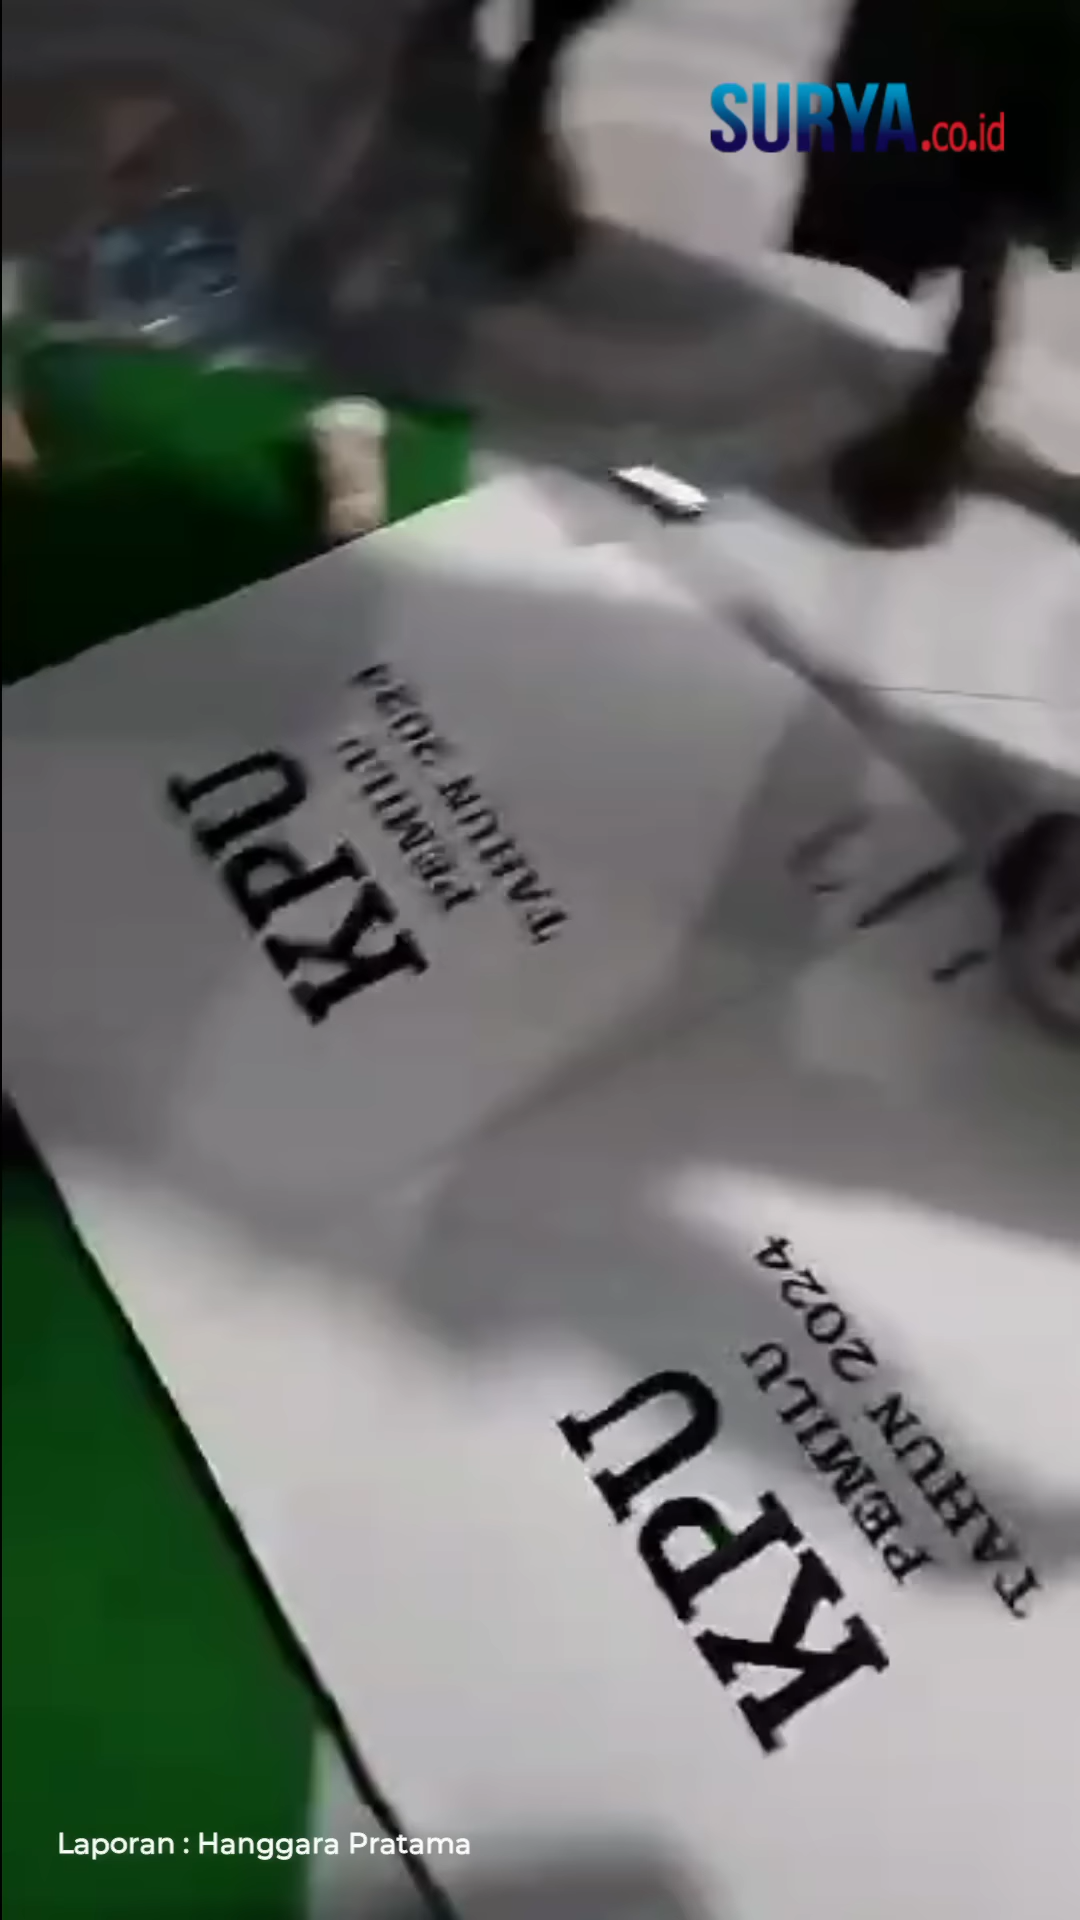 SURYA.co.id
KPU
PEMILU
TAHUN 2024
KPU
PEMILU
TAHUN 2024
Laporan : Hanggara Pratama